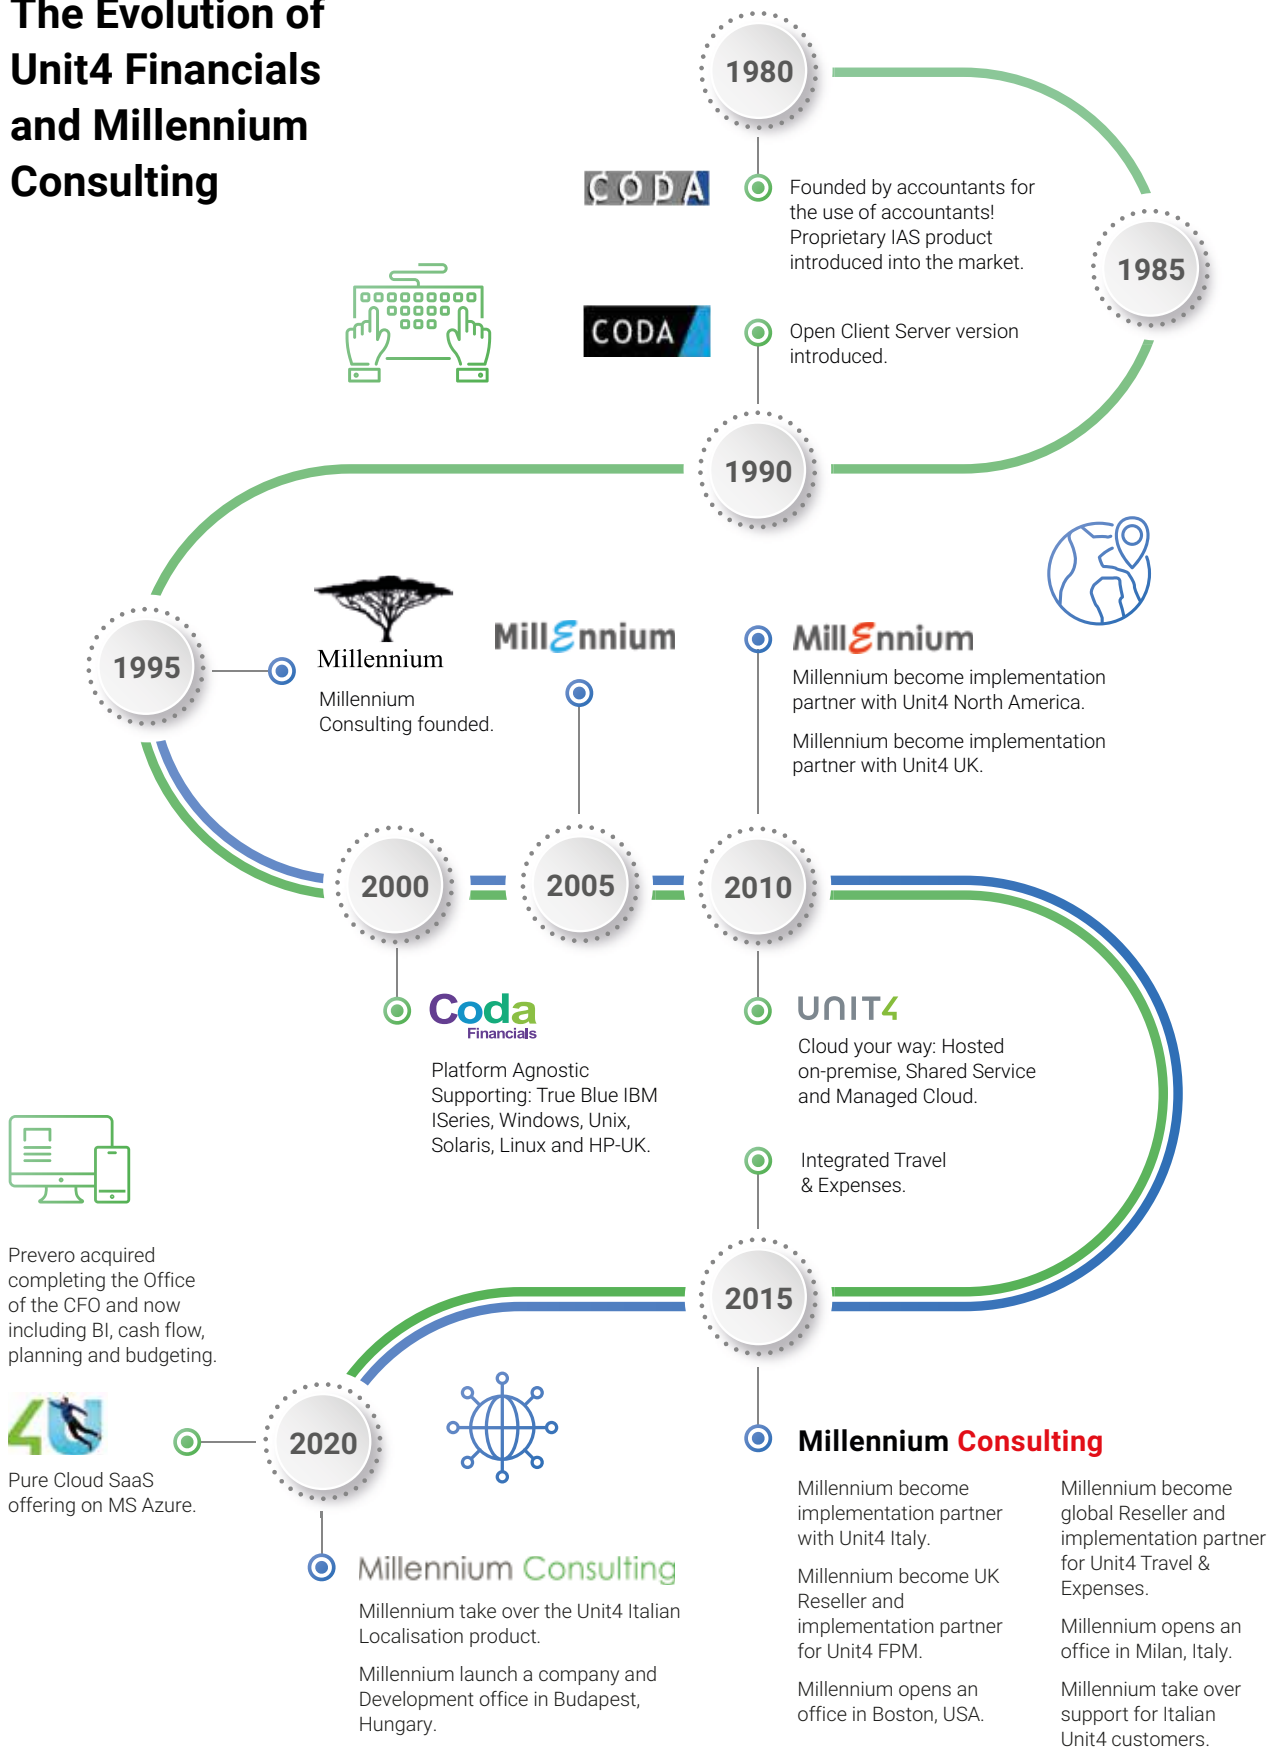 The Evolution of
Unit4 Financials
and Millennium
Consulting
1980
CODA
Founded by accountants for
the use of accountants!
Proprietary IAS product
introduced into the market.
1985
CODA
Open Client Server version
introduced.
1990
1995
Millennium
Millennium
Consulting founded.
MillEnnium
MillEnnium
Millennium become implementation
partner with Unit4 North America.
Millennium become implementation
partner with Unit4 UK.
2000
2005
2010
Coda
Financials
Platform Agnostic
Supporting: True Blue IBM
ISeries, Windows, Unix,
Solaris, Linux and HP-UK.
UNIT4
Cloud your way: Hosted
on-premise, Shared Service
and Managed Cloud.
Integrated Travel
& Expenses.
2015
Prevero acquired
completing the Office
of the CFO and now
including BI, cash flow,
planning and budgeting.
4U
Pure Cloud SaaS
offering on MS Azure.
2020
Millennium Consulting
Millennium take over the Unit4 Italian
Localisation product.
Millennium launch a company and
Development office in Budapest,
Hungary.
Millennium Consulting
Millennium become
implementation partner
with Unit4 Italy.
Millennium become UK
Reseller and
implementation partner
for Unit4 FPM.
Millennium opens an
office in Boston, USA.
Millennium become
global Reseller and
implementation partner
for Unit4 Travel &
Expenses.
Millennium opens an
office in Milan, Italy.
Millennium take over
support for Italian
Unit4 customers.